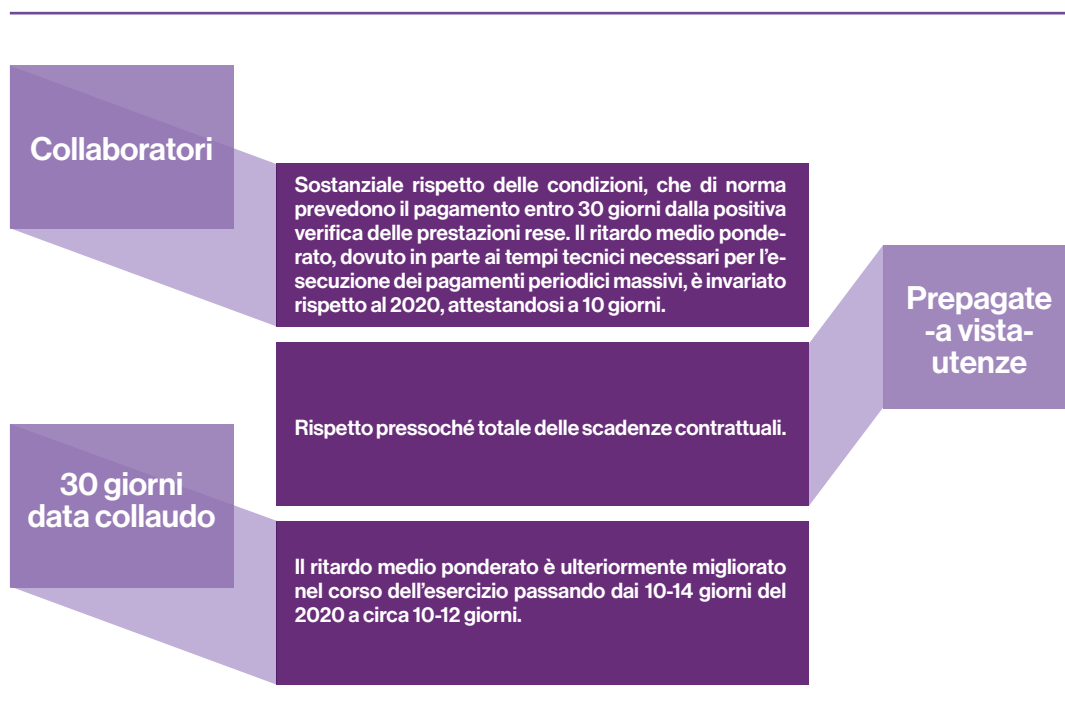 Collaboratori
Sostanziale rispetto delle condizioni, che di norma
prevedono il pagamento entro 30 giorni dalla positiva
verifica delle prestazioni rese. Il ritardo medio ponde-
rato, dovuto in parte ai tempi tecnici necessari per l'e-
secuzione dei pagamenti periodici massivi, è invariato
rispetto al 2020, attestandosi a 10 giorni.
Prepagate
-a vista-
utenze
Rispetto pressoché totale delle scadenze contrattuali.
30 giorni
data collaudo
Il ritardo medio ponderato è ulteriormente migliorato
nel corso dell'esercizio passando dai 10-14 giorni del
2020 a circa 10-12 giorni.